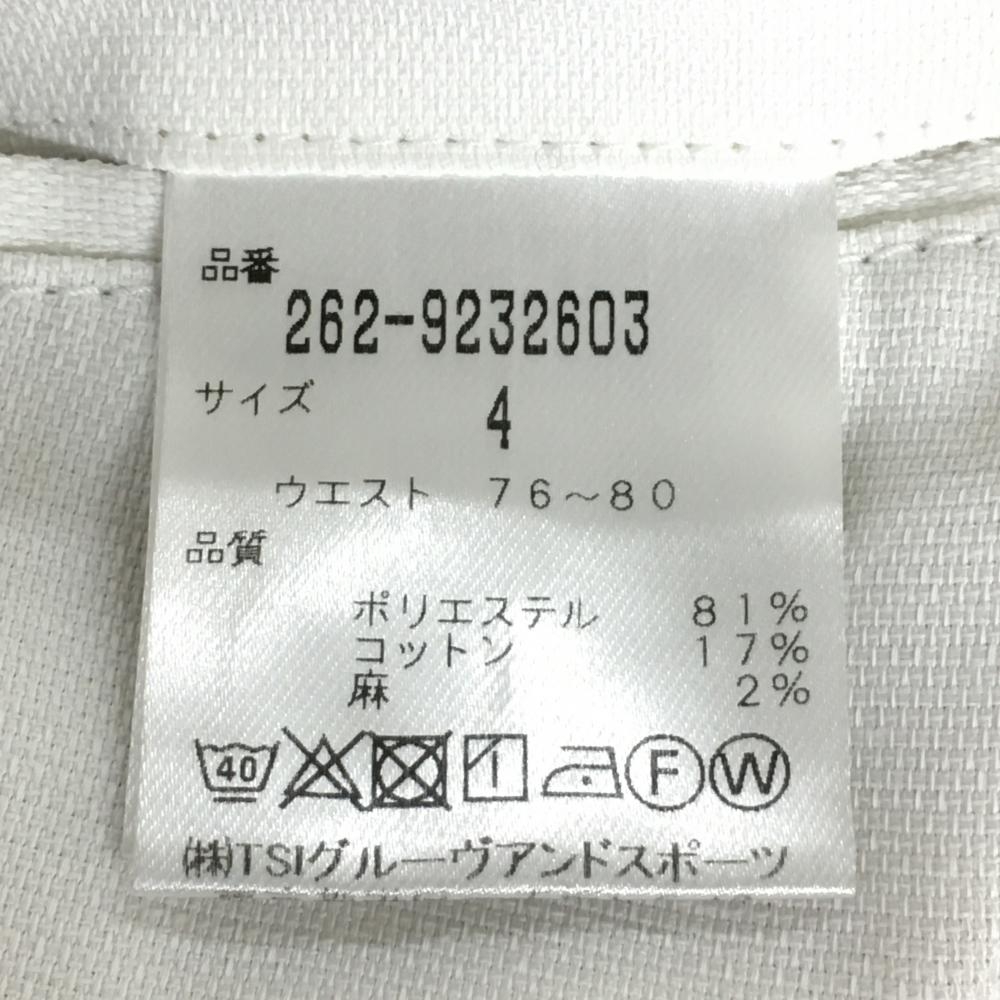 品番
262-9232603
サイズ 4
ウエスト 76～80
品質
ポリエステル 81%
コットン 17%
麻 2%
40 F W
(株)TSIグルーヴアンドスポーツ